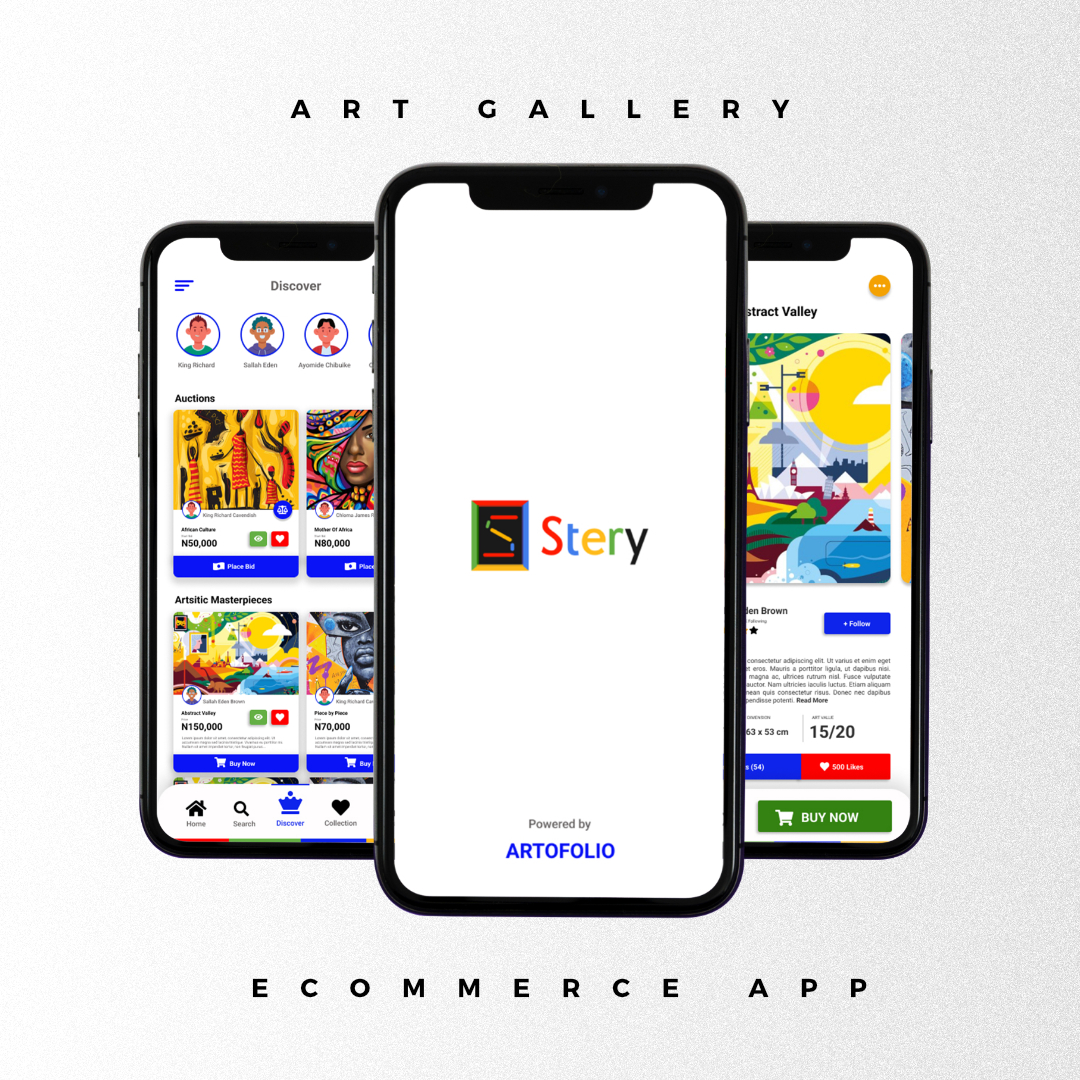 ART GALLERY
Discover
King Richard
Sallah Eden
Ayomide Chibuike
Auctions
King Richard Cavendish
African Culture
N50,000
Place Bid
Chioma James
Mother Of Africa
N80,000
Place
Artsitic Masterpieces
Sallah Eden Brown
Abstract Valley
N150,000
Buy Now
King Richard
Piece by Piece
N70,000
Buy
Home
Search
Discover
Collection
Stery
Powered by
ARTOFOLIO
stract Valley
den Brown
+ Follow
consectetur adipiscing elit. Ut varius et enim eget
et eros. Mauris a porttitor ligula, ut dapibus nisi.
magna ac, ultrices rutrum nisl. Fusce vulputate
auctor. Nam ultricies iaculis luctus. Etiam aliquam
nean quis consectetur risus. Donec nec dapibus
pendisse potenti. Read More
ART VALUE
63 x 53 cm
15/20
s (54)
500 Likes
BUY NOW
ECOMMERCE APP